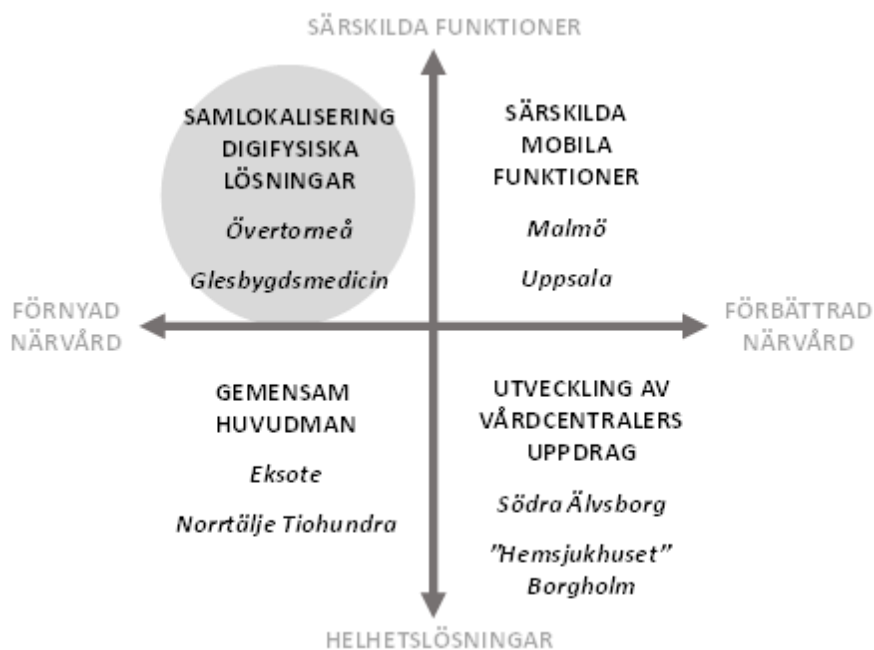 SÄRSKILDA FUNKTIONER
SAMLOKALISERING
DIGIFYSISKA
LÖSNINGAR
Övertorneå
Glesbygdsmedicin
SÄRSKILDA
MOBILA
FUNKTIONER
Malmö
Uppsala
FÖRNYAD
NÄRVÅRD
FÖRBÄTTRAD
NÄRVÅRD
GEMENSAM
HUVUDMAN
Eksote
Norrtälje Tiohundra
UTVECKLING AV
VÅRDCENTRALERS
UPPDRAG
Södra Älvsborg
”Hemsjukhuset”
Borgholm
HELHETSLÖSNINGAR